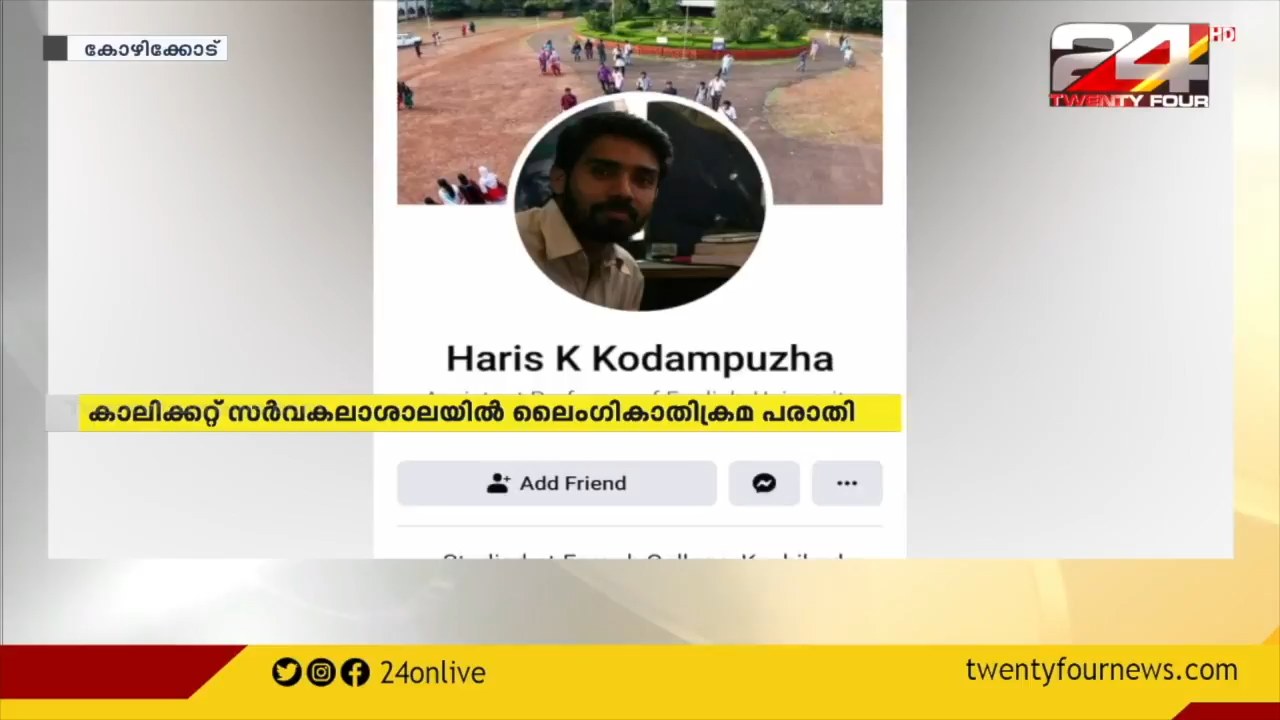 കോഴിക്കോട്
24 HD
TWENTY FOUR
Haris K Kodampuzha
കാലിക്കറ്റ് സർവകലാശാലയിൽ ലൈംഗികാതിക്രമ പരാതി
Add Friend
24onlive
twentyfournews.com